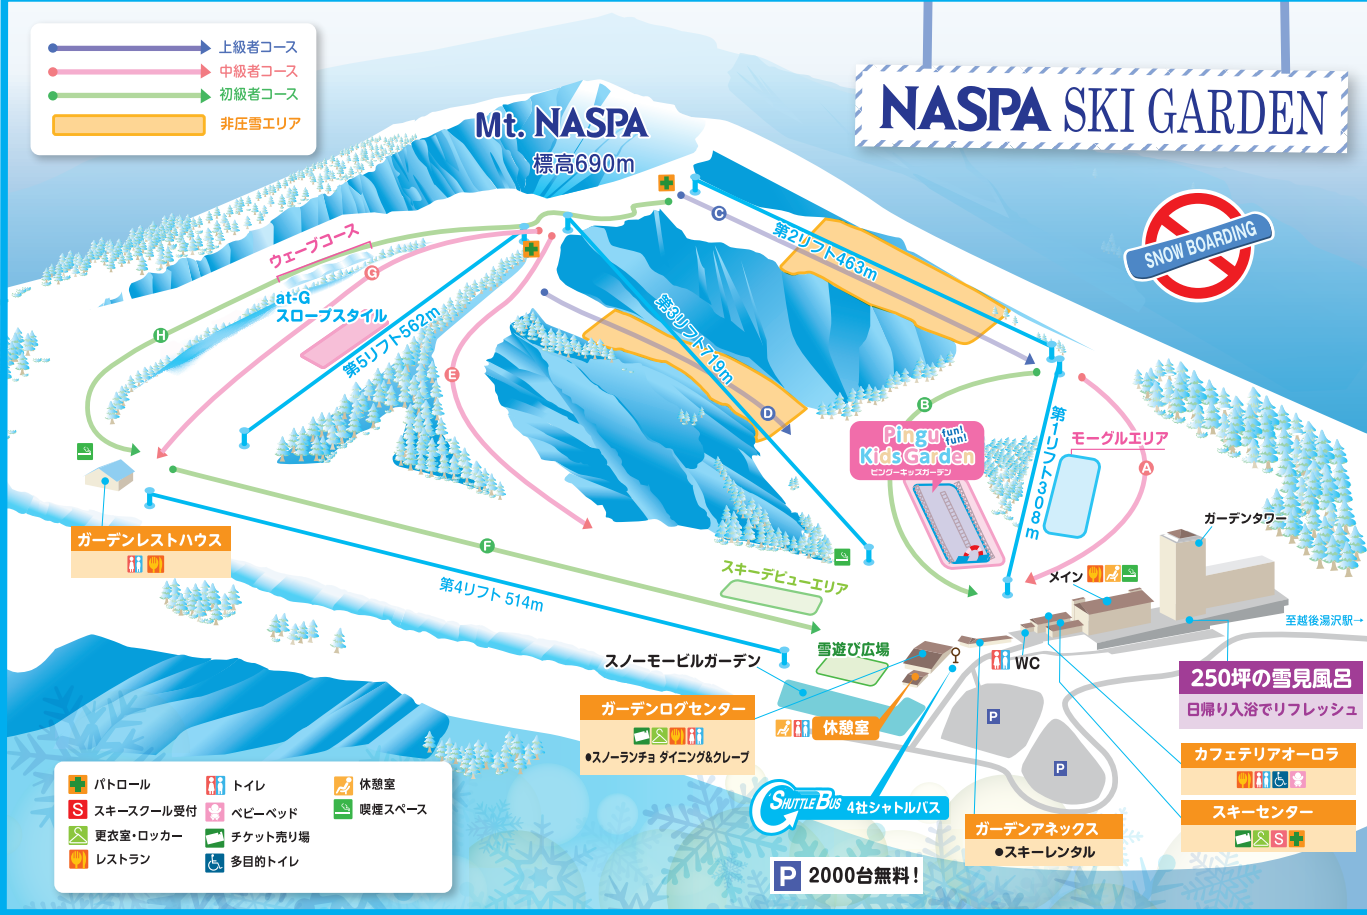 上級者コース
中級者コース
初級者コース
非圧雪エリア
NASPA SKI GARDEN
Mt. NASPA
標高690m
SNOW BOARDING
C
第2リフト463m
ウェーブコース
G
at-G
スロープスタイル
第5リフト562m
第3リフト719m
H
E
D
B
A
Pingu fun! fun!
Kids Garden
ピングーキッズガーデン
第1リフト308m
モーグルエリア
ガーデンレストハウス
F
第4リフト 514m
スキーデビューエリア
ガーデンタワー
メイン
至越後湯沢駅→
雪遊び広場
スノーモービルガーデン
WC
250坪の雪見風呂
日帰り入浴でリフレッシュ
ガーデンログセンター
●スノーランチョ ダイニング&クレープ
休憩室
P
P
カフェテリアオーロラ
スキーセンター
S
SHUTTLE BUS 4社シャトルバス
ガーデンアネックス
●スキーレンタル
P 2000台無料!
パトロール
トイレ
休憩室
S スキースクール受付
ベビーベッド
喫煙スペース
更衣室・ロッカー
チケット売り場
レストラン
多目的トイレ